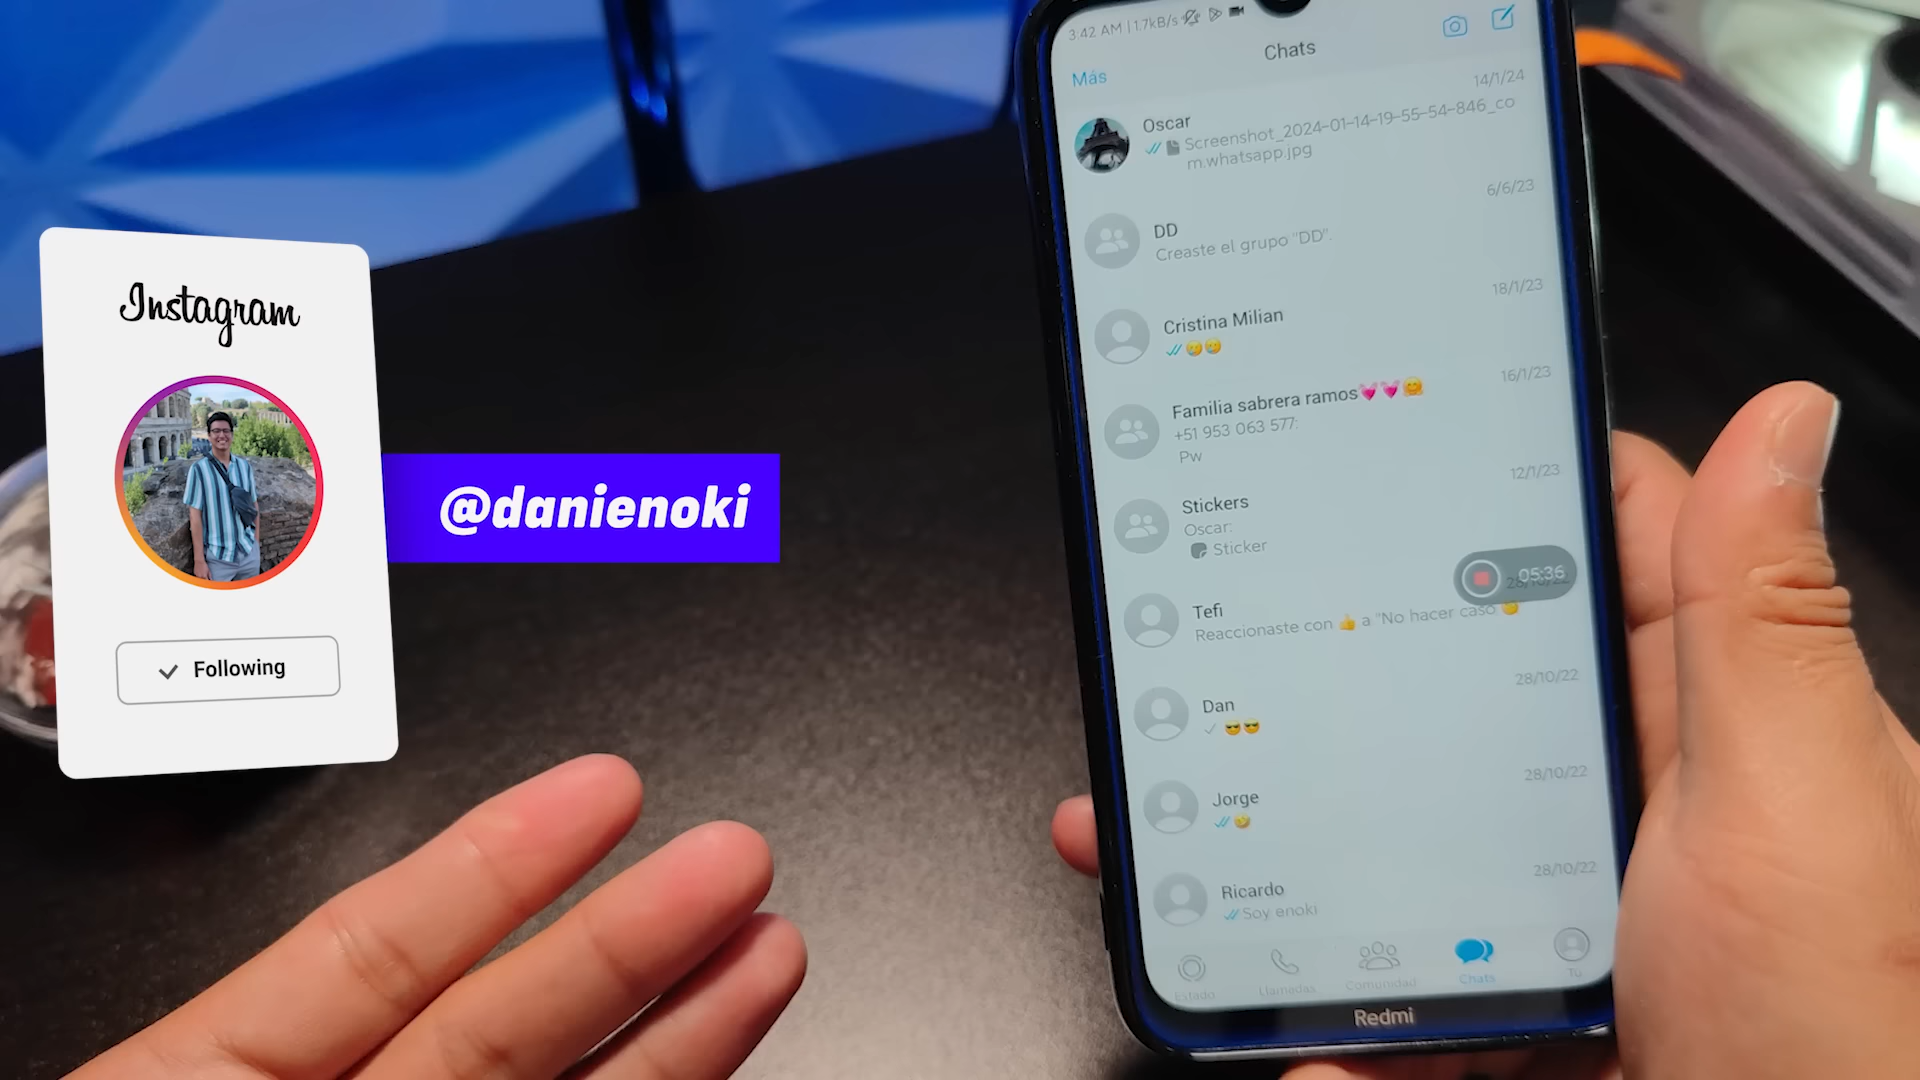 Instagram
Following
@danienoki
3:42 AM | 1.7kB/s
Chats
Más
Oscar
14/1/24
Screenshot_2024-01-14-19-55-54-846_co
m.whatsapp.jpg
DD
6/6/23
Creaste el grupo "DD".
Cristina Milian
18/1/23
Familia sabrera ramos💓💓🤗
16/1/23
+51 953 063 577:
Pw
Stickers
12/1/23
Oscar:
Sticker
05:36
Tefi
Reaccionaste con 👍 a "No hacer caso
Dan
28/10/22
😎😎
Jorge
28/10/22
Ricardo
28/10/22
Soy enoki
Estado
Llamadas
Comunidad
Chats
Tú
Redmi